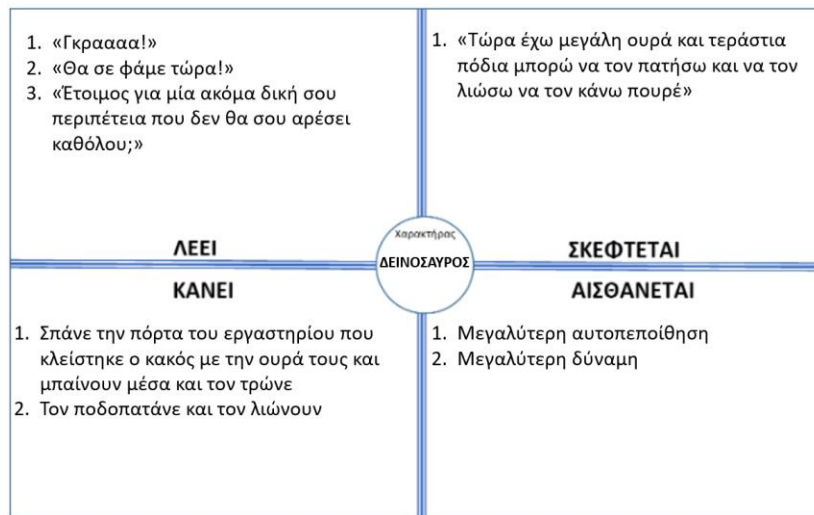 1. «Γκραααα!»
2. «Θα σε φάμε τώρα!»
3. «Έτοιμος για μία ακόμα δική σου
περιπέτεια που δεν θα σου αρέσει
καθόλου;»
ΛΕΕΙ
1. «Τώρα έχω μεγάλη ουρά και τεράστια
πόδια μπορώ να τον πατήσω και να τον
λιώσω να τον κάνω πουρέ»
ΣΚΕΦΤΕΤΑΙ
Χαρακτήρας
ΔΕΙΝΟΣΑΥΡΟΣ
ΚΑΝΕΙ
1. Σπάνε την πόρτα του εργαστηρίου που
κλείστηκε ο κακός με την ουρά τους και
μπαίνουν μέσα και τον τρώνε
2. Τον ποδοπατάνε και τον λιώνουν
ΑΙΣΘΑΝΕΤΑΙ
1. Μεγαλύτερη αυτοπεποίθηση
2. Μεγαλύτερη δύναμη